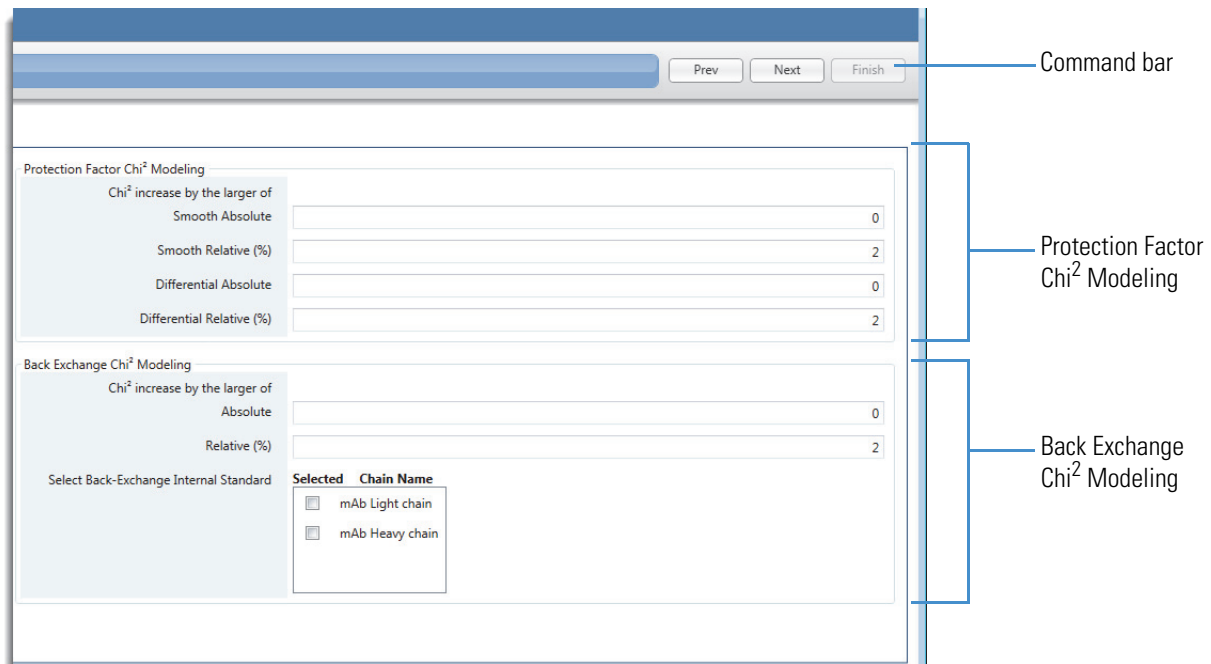 Prev Next Finish
Command bar
Protection Factor Chi² Modeling
Chi² increase by the larger of
Smooth Absolute 0
Smooth Relative (%) 2
Differential Absolute 0
Differential Relative (%) 2
Protection Factor
Chi² Modeling
Back Exchange Chi² Modeling
Chi² increase by the larger of
Absolute 0
Relative (%) 2
Select Back-Exchange Internal Standard Selected Chain Name
mAb Light chain
mAb Heavy chain
Back Exchange
Chi² Modeling